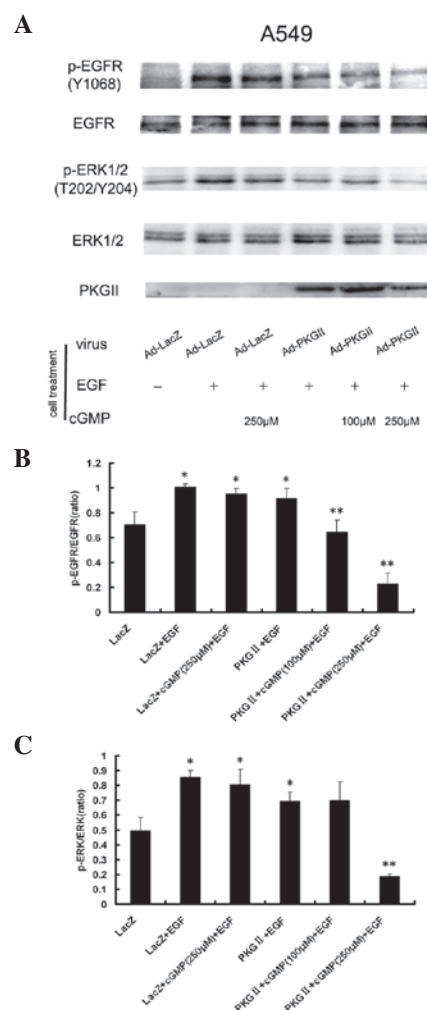 A
A549
p-EGFR
(Y1068)
EGFR
p-ERK1/2
(T202/Y204)
ERK1/2
PKGII
cell treatment
virus Ad-LacZ Ad-LacZ Ad-LacZ Ad-PKGII Ad-PKGII Ad-PKGII
EGF − + + + + +
cGMP 250μM 100μM 250μM
B
p-EGFR/EGFR(ratio)
1.2
1
0.8
0.6
0.4
0.2
0
* * * ** **
LacZ
LacZ+EGF
LacZ+cGMP(250μM)+EGF
PKG II +EGF
PKG II +cGMP(100μM)+EGF
PKG II +cGMP(250μM)+EGF
C
p-ERK/ERK(ratio)
1
0.9
0.8
0.7
0.6
0.5
0.4
0.3
0.2
0.1
0
* * * **
LacZ
LacZ+EGF
LacZ+cGMP(250μM)+EGF
PKG II +EGF
PKG II +cGMP(100μM)+EGF
PKG II +cGMP(250μM)+EGF